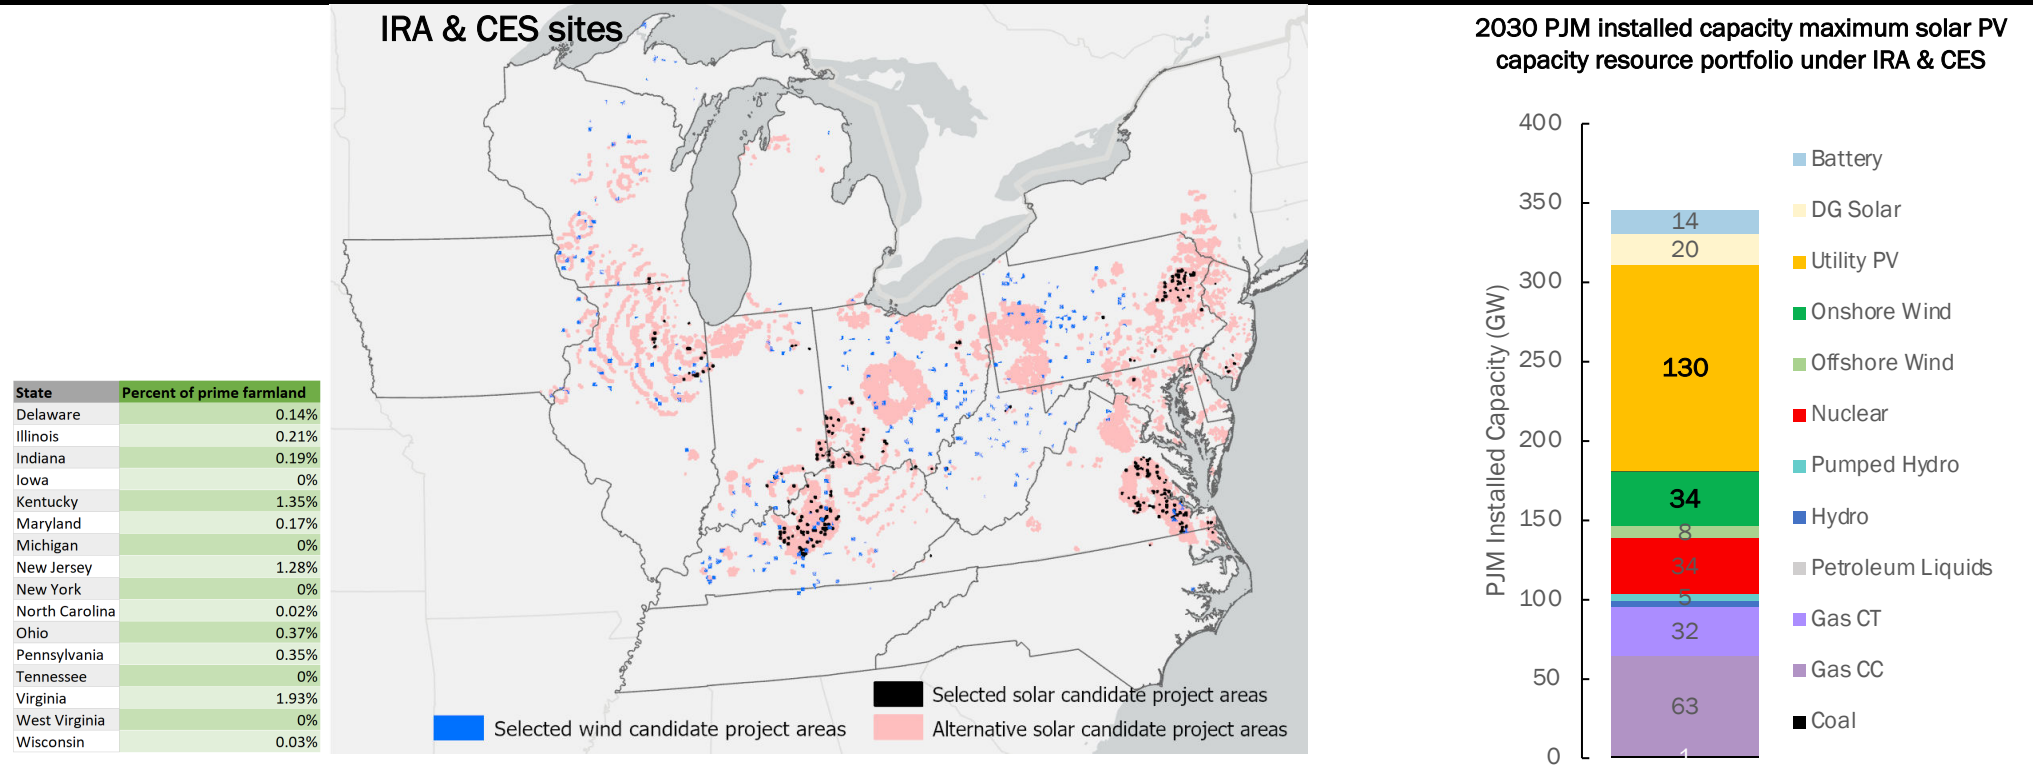 IRA & CES sites
State Percent of prime farmland
Delaware 0.14%
Illinois 0.21%
Indiana 0.19%
Iowa 0%
Kentucky 1.35%
Maryland 0.17%
Michigan 0%
New Jersey 1.28%
New York 0%
North Carolina 0.02%
Ohio 0.37%
Pennsylvania 0.35%
Tennessee 0%
Virginia 1.93%
West Virginia 0%
Wisconsin 0.03%
Selected solar candidate project areas
Selected wind candidate project areas
Alternative solar candidate project areas
2030 PJM installed capacity maximum solar PV
capacity resource portfolio under IRA & CES
PJM Installed Capacity (GW)
400
350
300
250
200
150
100
50
0
14
20
130
34
8
34
5
32
63
1
Battery
DG Solar
Utility PV
Onshore Wind
Offshore Wind
Nuclear
Pumped Hydro
Hydro
Petroleum Liquids
Gas CT
Gas CC
Coal